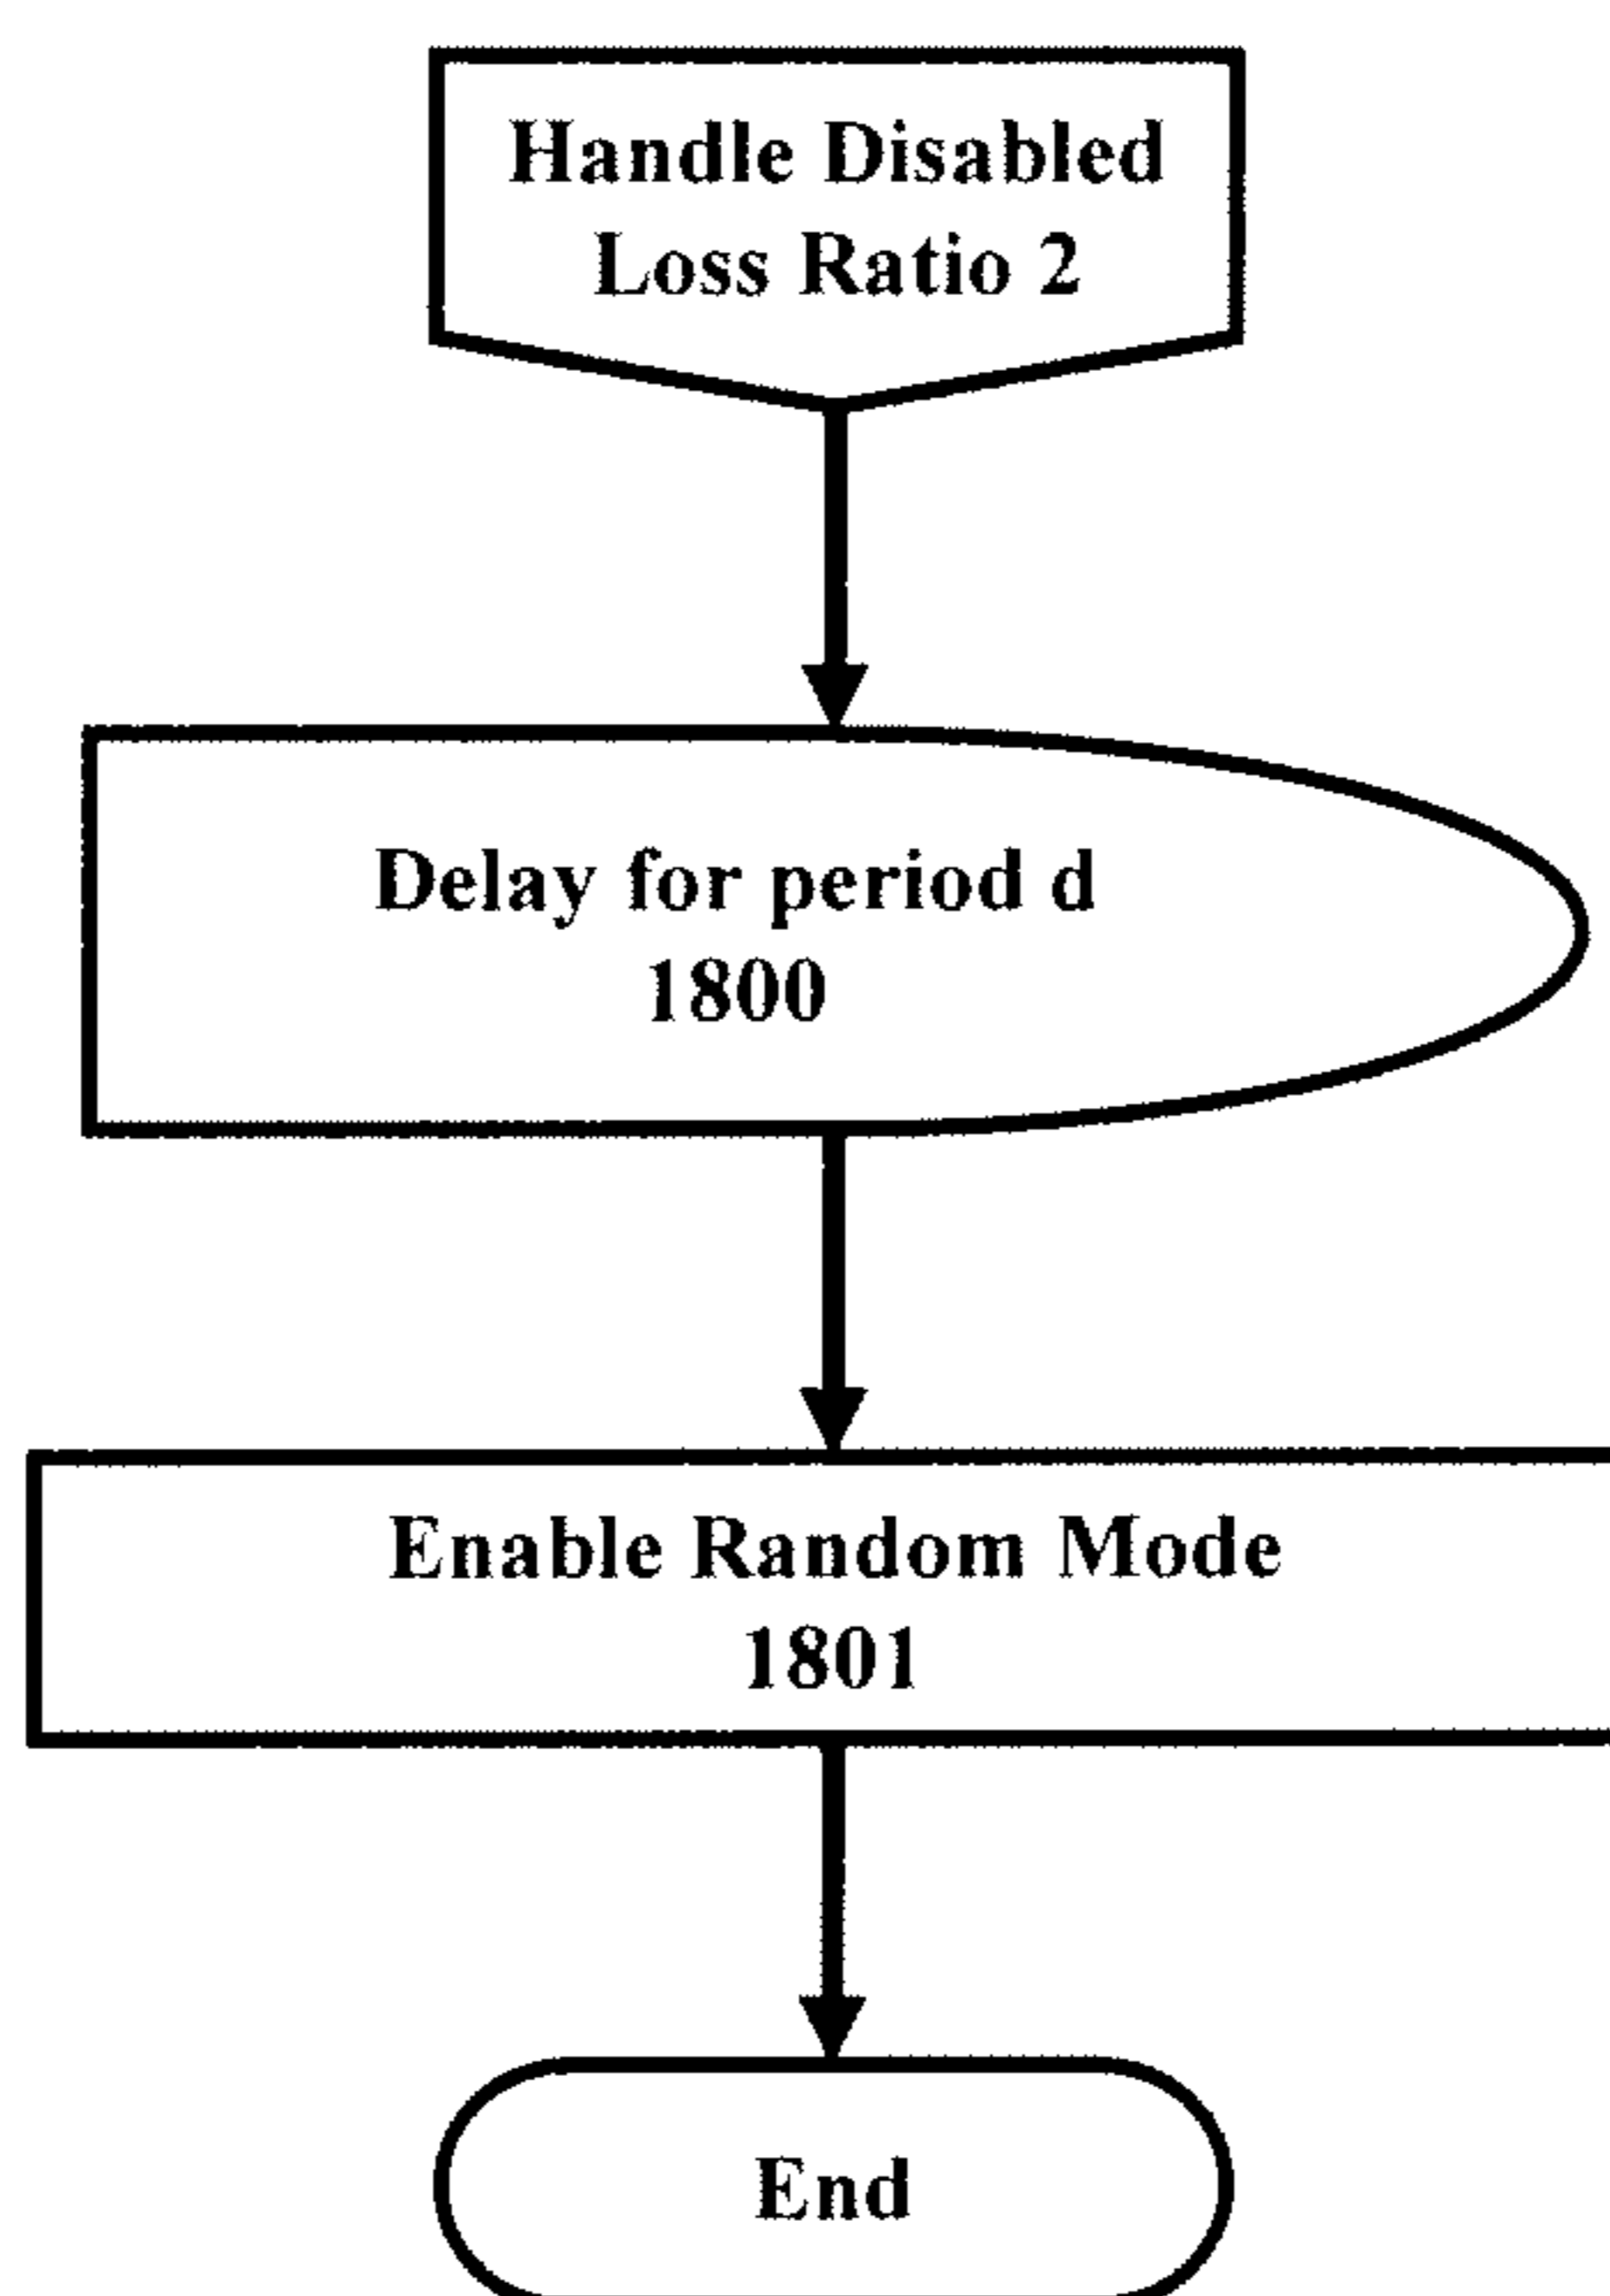 Handle Disabled
Loss Ratio 2
Delay for period d
1800
Enable Random Mode
1801
End